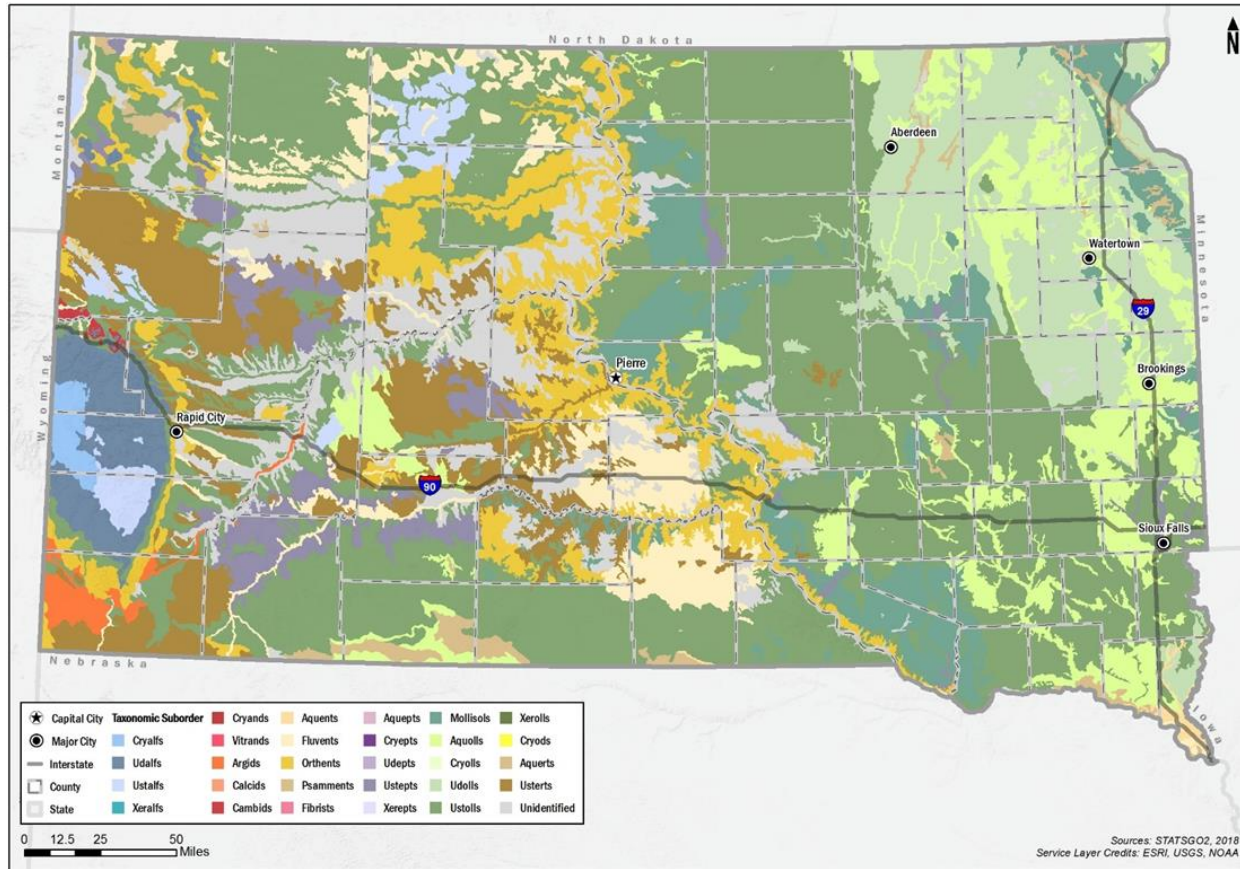 North Dakota
Montana
Aberdeen
Minnesota
Watertown
29
Wyoming
Pierre
Brookings
Rapid City
90
Sioux Falls
Nebraska
Iowa
N
Capital City
Major City
Interstate
County
State
Taxonomic Suborder
Cryalfs
Udalfs
Ustalfs
Xeralfs
Cryands
Vitrands
Argids
Calcids
Cambids
Aquents
Fluvents
Orthents
Psamments
Fibrists
Aquepts
Cryepts
Udepts
Ustepts
Xerepts
Mollisols
Aquolls
Cryolls
Udolls
Ustolls
Xerolls
Cryods
Aquerts
Usterts
Unidentified
0 12.5 25 50
Miles
Sources: STATSGO2, 2018
Service Layer Credits: ESRI, USGS, NOAA